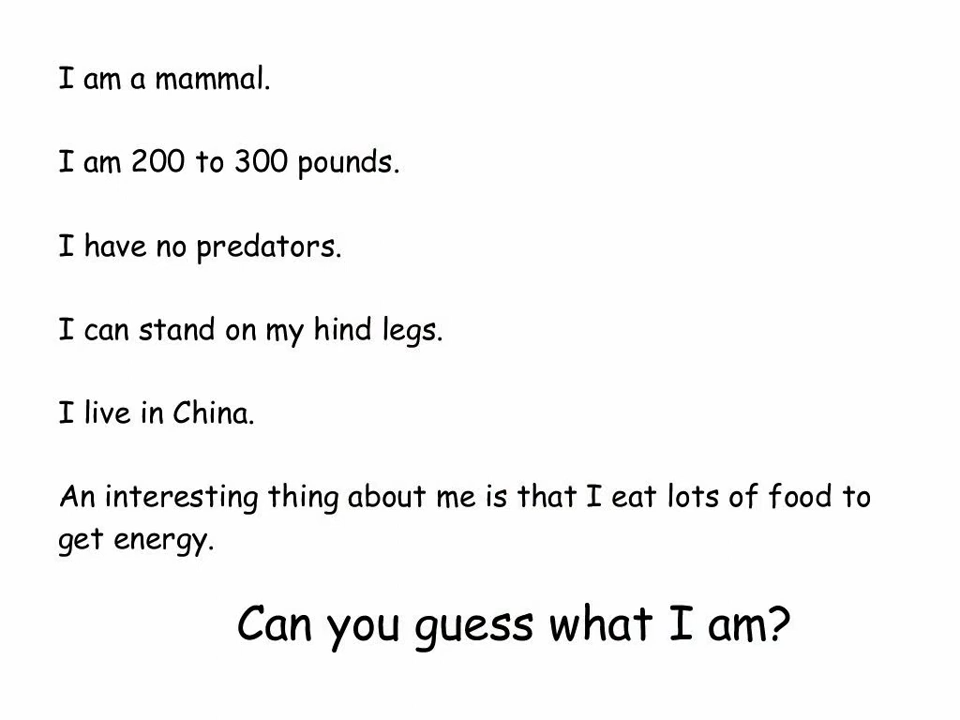 I am a mammal.
I am 200 to 300 pounds.
I have no predators.
I can stand on my hind legs.
I live in China.
An interesting thing about me is that I eat lots of food to
get energy.
Can you guess what I am?